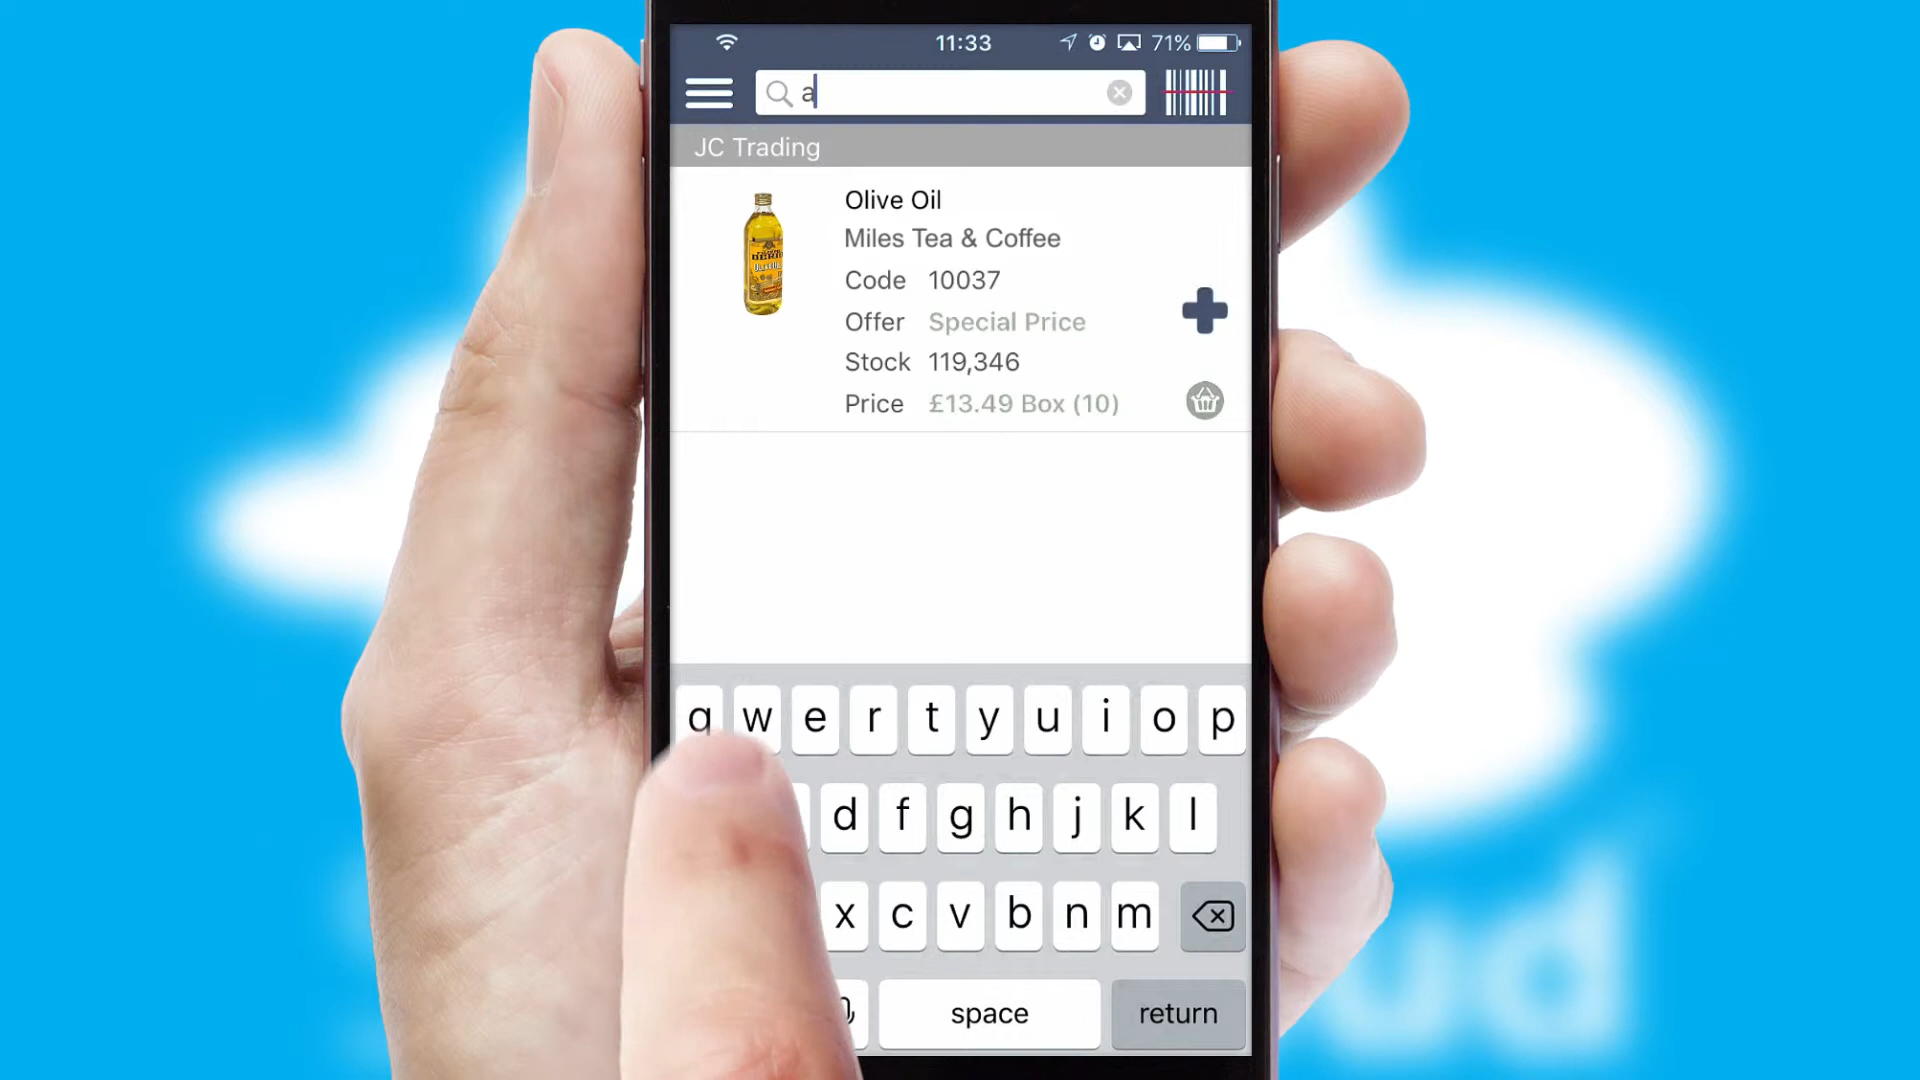 11:33 71%
a
JC Trading
Olive Oil
Miles Tea & Coffee
Code 10037
Offer Special Price
Stock 119,346
Price £13.49 Box (10)
q w e r t y u i o p
d f g h j k l
x c v b n m
space return
ud